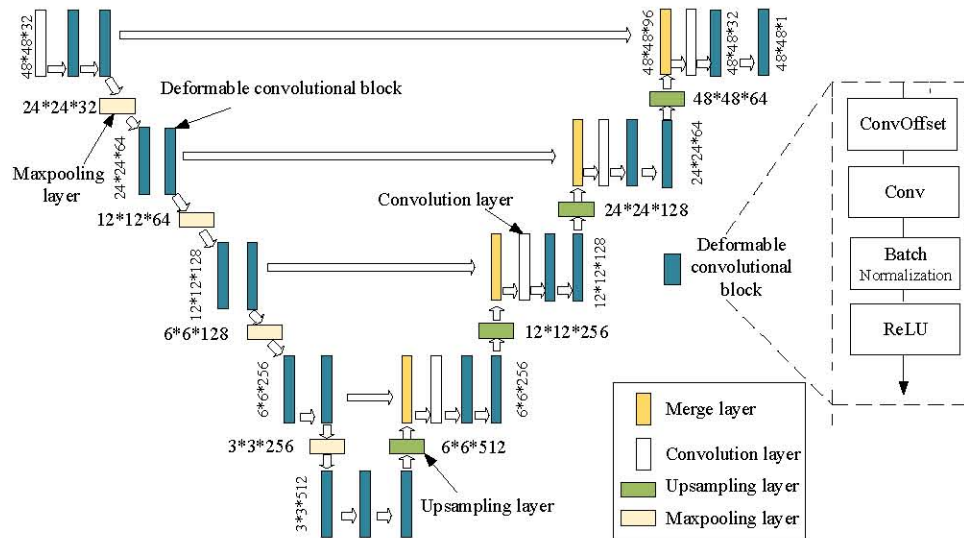 48*48*32
24*24*32
Deformable convolutional block
Maxpooling
layer
24*24*64
12*12*64
12*12*128
6*6*128
6*6*256
3*3*256
3*3*512
Upsampling layer
6*6*512
6*6*256
12*12*256
12*12*128
Convolution layer
24*24*128
24*24*64
48*48*64
48*48*96
48*48*32
48*48*1
Deformable
convolutional
block
ConvOffset
Conv
Batch
Normalization
ReLU
Merge layer
Convolution layer
Upsampling layer
Maxpooling layer